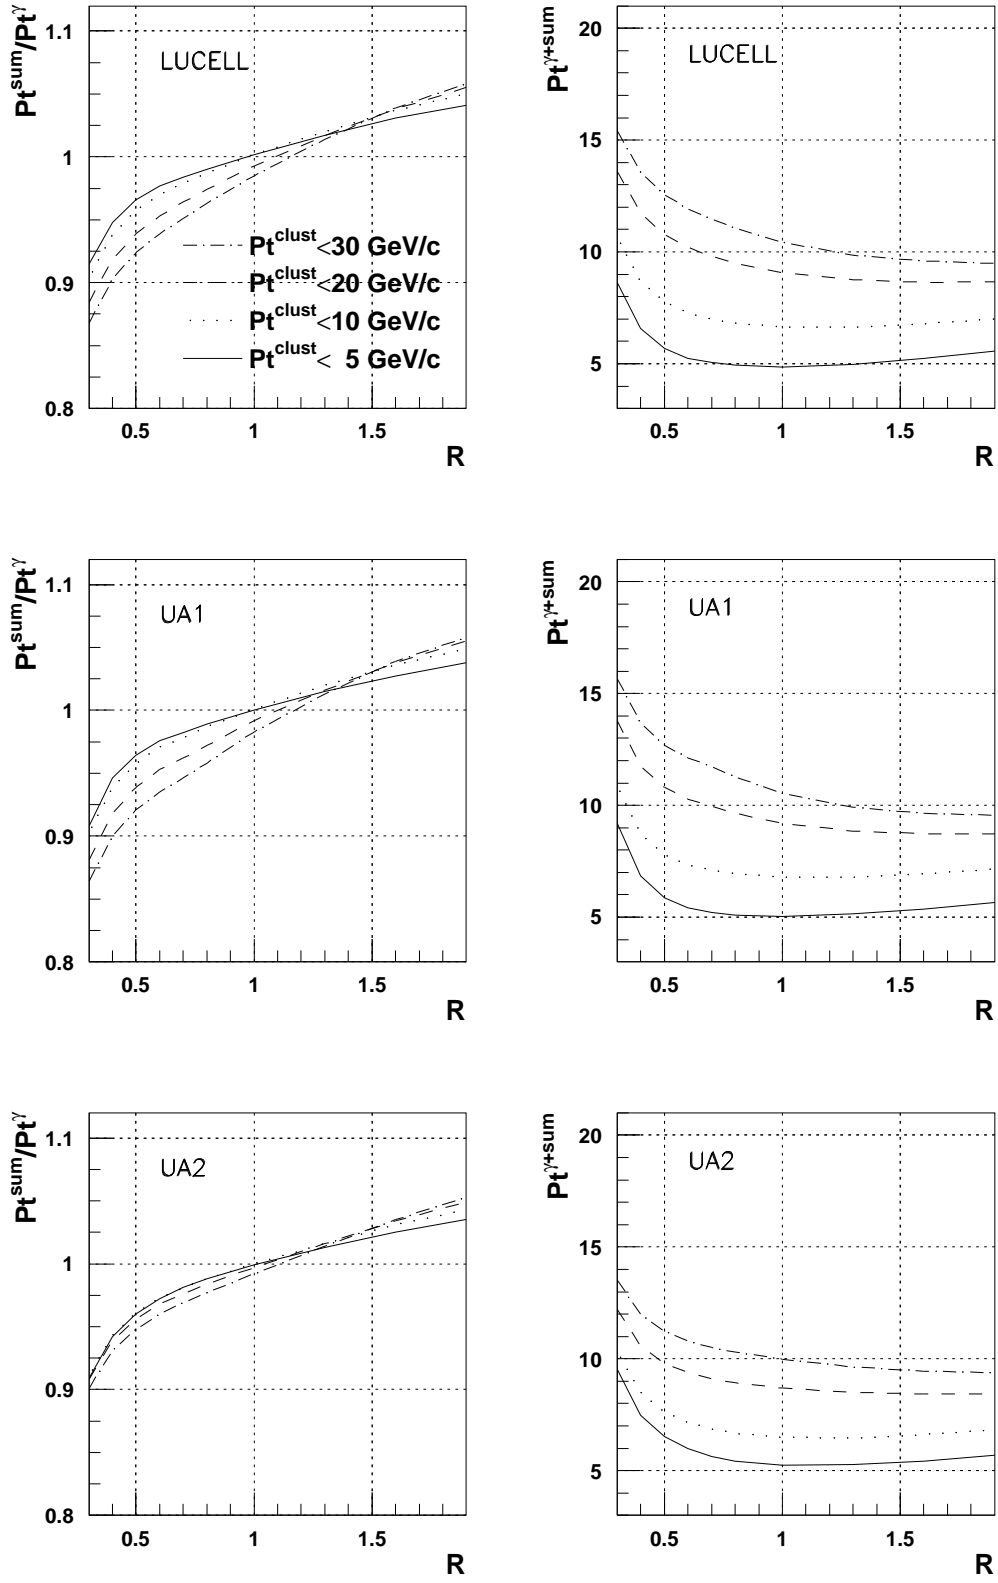 Pt^sum/Pt^γ
1.1
1
0.9
0.8
LUCELL
Pt^clust<30 GeV/c
Pt^clust<20 GeV/c
Pt^clust<10 GeV/c
Pt^clust< 5 GeV/c
0.5 1 1.5
R
Pt^γ+sum
20
15
10
5
LUCELL
0.5 1 1.5
R
Pt^sum/Pt^γ
1.1
1
0.9
0.8
UA1
0.5 1 1.5
R
Pt^γ+sum
20
15
10
5
UA1
0.5 1 1.5
R
Pt^sum/Pt^γ
1.1
1
0.9
0.8
UA2
0.5 1 1.5
R
Pt^γ+sum
20
15
10
5
UA2
0.5 1 1.5
R